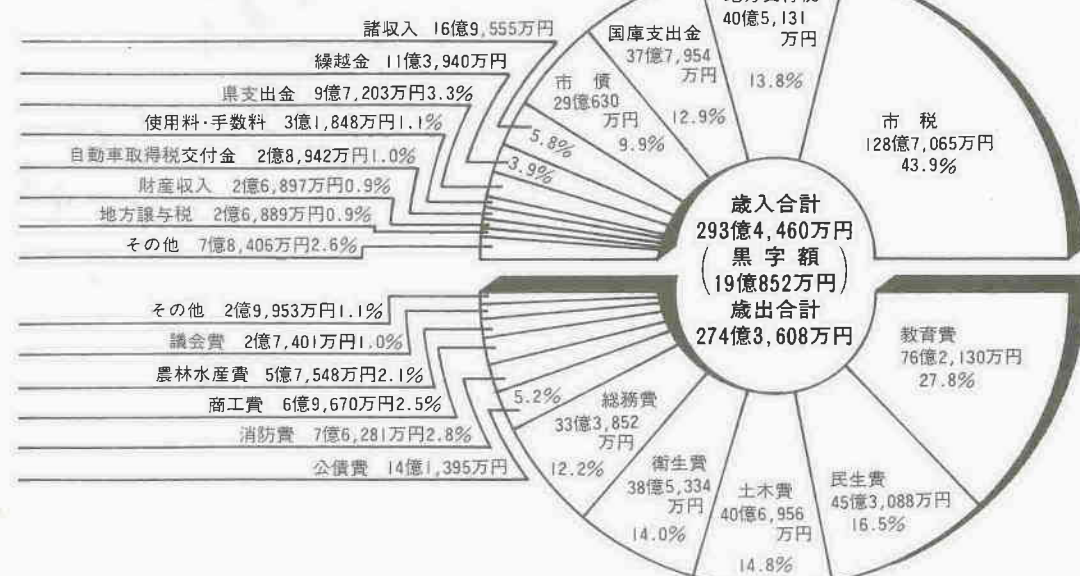 諸収入 16億9,555万円
繰越金 11億3,940万円
県支出金 9億7,203万円3.3%
使用料・手数料 3億1,848万円1.1%
自動車取得税交付金 2億8,942万円1.0%
財産収入 2億6,897万円0.9%
地方譲与税 2億6,889万円0.9%
その他 7億8,406万円2.6%
5.8%
3.9%
市 債
29億630
万円
9.9%
国庫支出金
37億7,954
万円
12.9%
40億5,131
万円
13.8%
市 税
128億7,065万円
43.9%
歳入合計
293億4,460万円
(黒字額
19億852万円)
歳出合計
274億3,608万円
その他 2億9,953万円1.1%
議会費 2億7,401万円1.0%
農林水産費 5億7,548万円2.1%
商工費 6億9,670万円2.5%
消防費 7億6,281万円2.8%
公債費 14億1,395万円
5.2%
総務費
33億3,852
万円
12.2%
衛生費
38億5,334
万円
14.0%
土木費
40億6,956
万円
14.8%
民生費
45億3,088万円
16.5%
教育費
76億2,130万円
27.8%